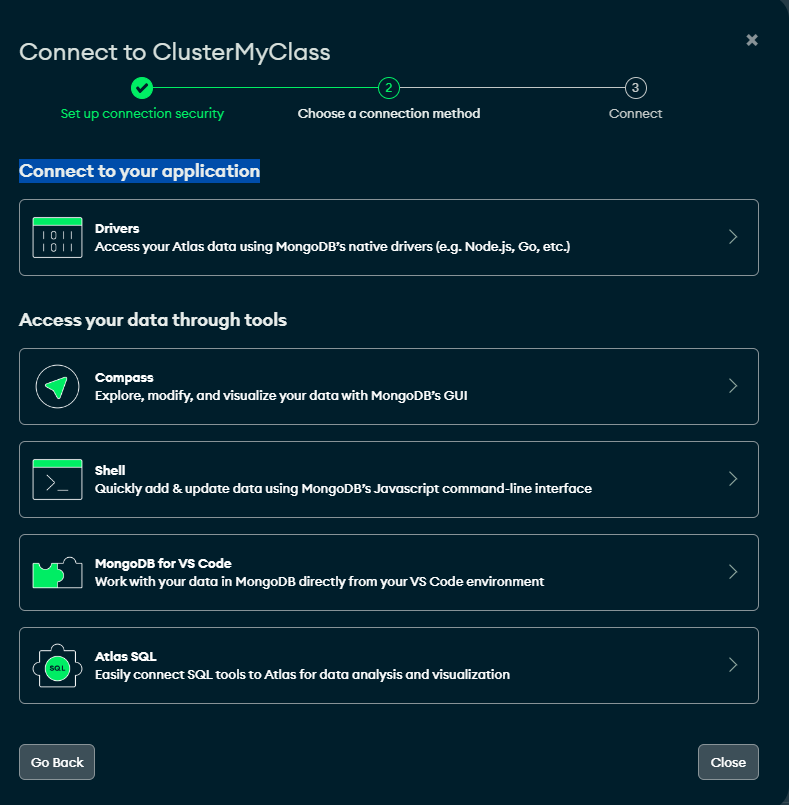 Connect to ClusterMyClass
2
3
Set up connection security
Choose a connection method
Connect
Connect to your application
Drivers
Access your Atlas data using MongoDB's native drivers (e.g. Node.js, Go, etc.)
Access your data through tools
Compass
Explore, modify, and visualize your data with MongoDB's GUI
Shell
Quickly add & update data using MongoDB's Javascript command-line interface
MongoDB for VS Code
Work with your data in MongoDB directly from your VS Code environment
SQL
Atlas SQL
Easily connect SQL tools to Atlas for data analysis and visualization
Go Back
Close